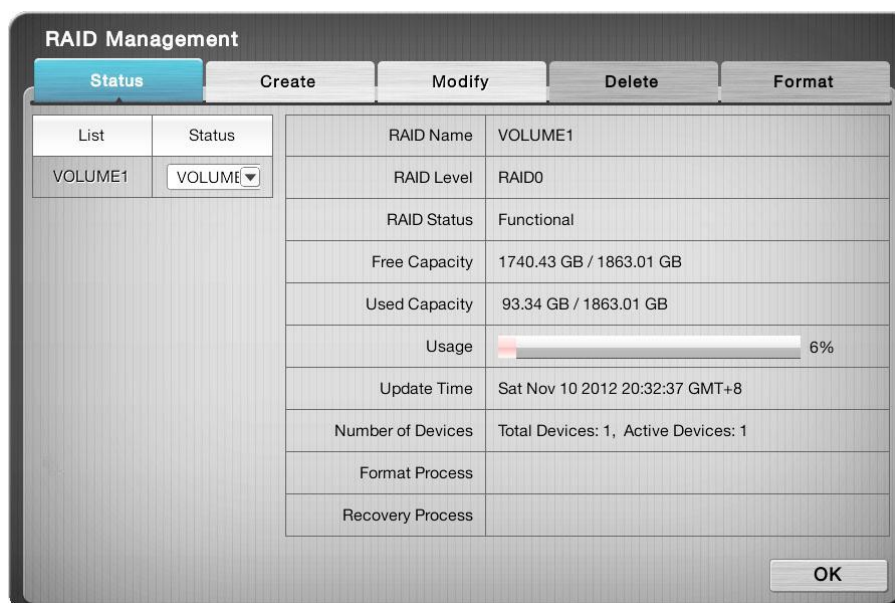 RAID Management
Status Create Modify Delete Format
List Status
VOLUME1 VOLUME
RAID Name VOLUME1
RAID Level RAID0
RAID Status Functional
Free Capacity 1740.43 GB / 1863.01 GB
Used Capacity 93.34 GB / 1863.01 GB
Usage 6%
Update Time Sat Nov 10 2012 20:32:37 GMT+8
Number of Devices Total Devices: 1, Active Devices: 1
Format Process
Recovery Process
OK